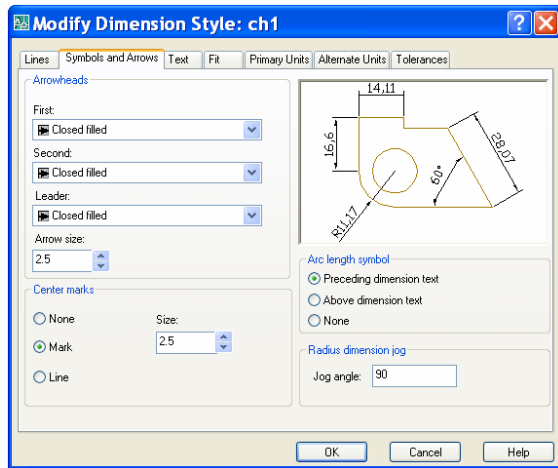 Modify Dimension Style: ch1
Lines Symbols and Arrows Text Fit Primary Units Alternate Units Tolerances
Arrowheads
First:
Closed filled
Second:
Closed filled
Leader:
Closed filled
Arrow size:
2.5
Center marks
None
Mark
Line
Size:
2.5
14,11
16,6
28,07
60°
R11,17
Arc length symbol
Preceding dimension text
Above dimension text
None
Radius dimension jog
Jog angle: 90
OK Cancel Help